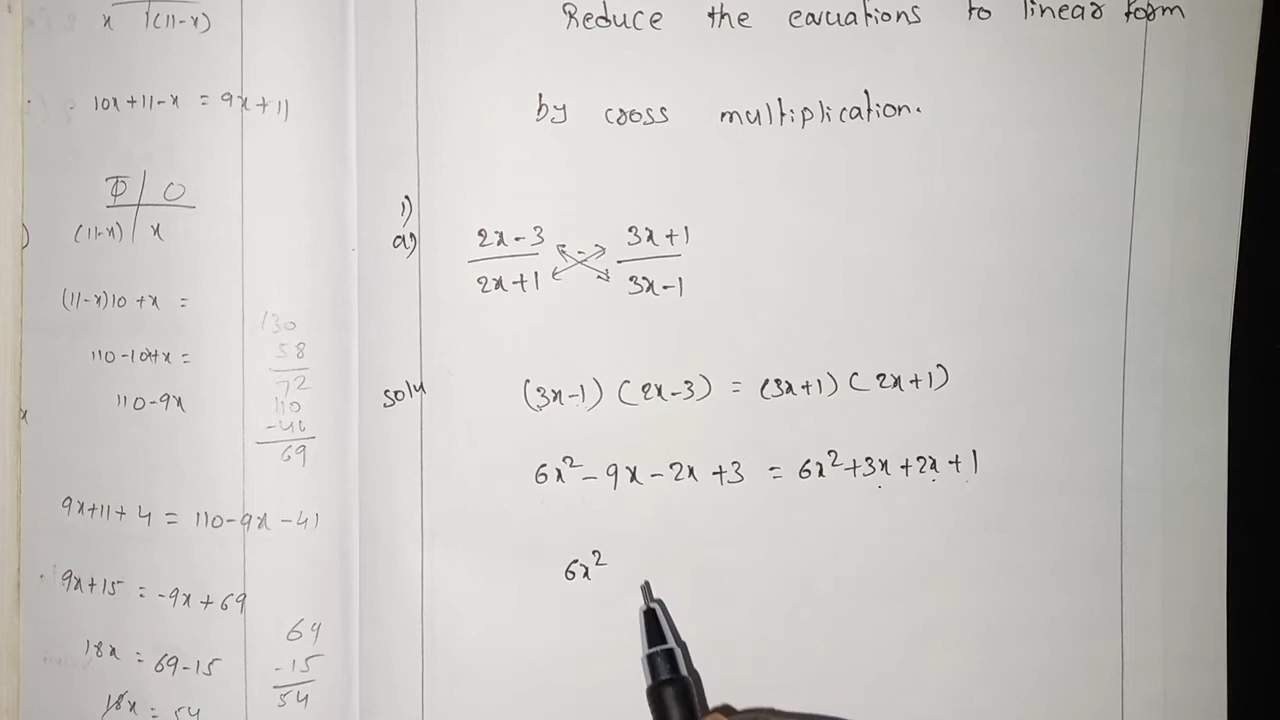 x | 1(11-x)
10x+11-x = 9x+11
T | O
(11-x) | x
(11-x)10 + x =
110-10x+x =
110-9x
130
58
72
110
-41
69
9x+11+4 = 110-9x-41
9x+15 = -9x+69
18x = 69-15
18x = 54
69
-15
54
Reduce the eavuations to linear form
by cross multiplication.
1)
a) 2x-3 / 2x+1 = 3x+1 / 3x-1
solu (3x-1) (2x-3) = (3x+1) (2x+1)
6x² - 9x - 2x + 3 = 6x² + 3x + 2x + 1
6x²